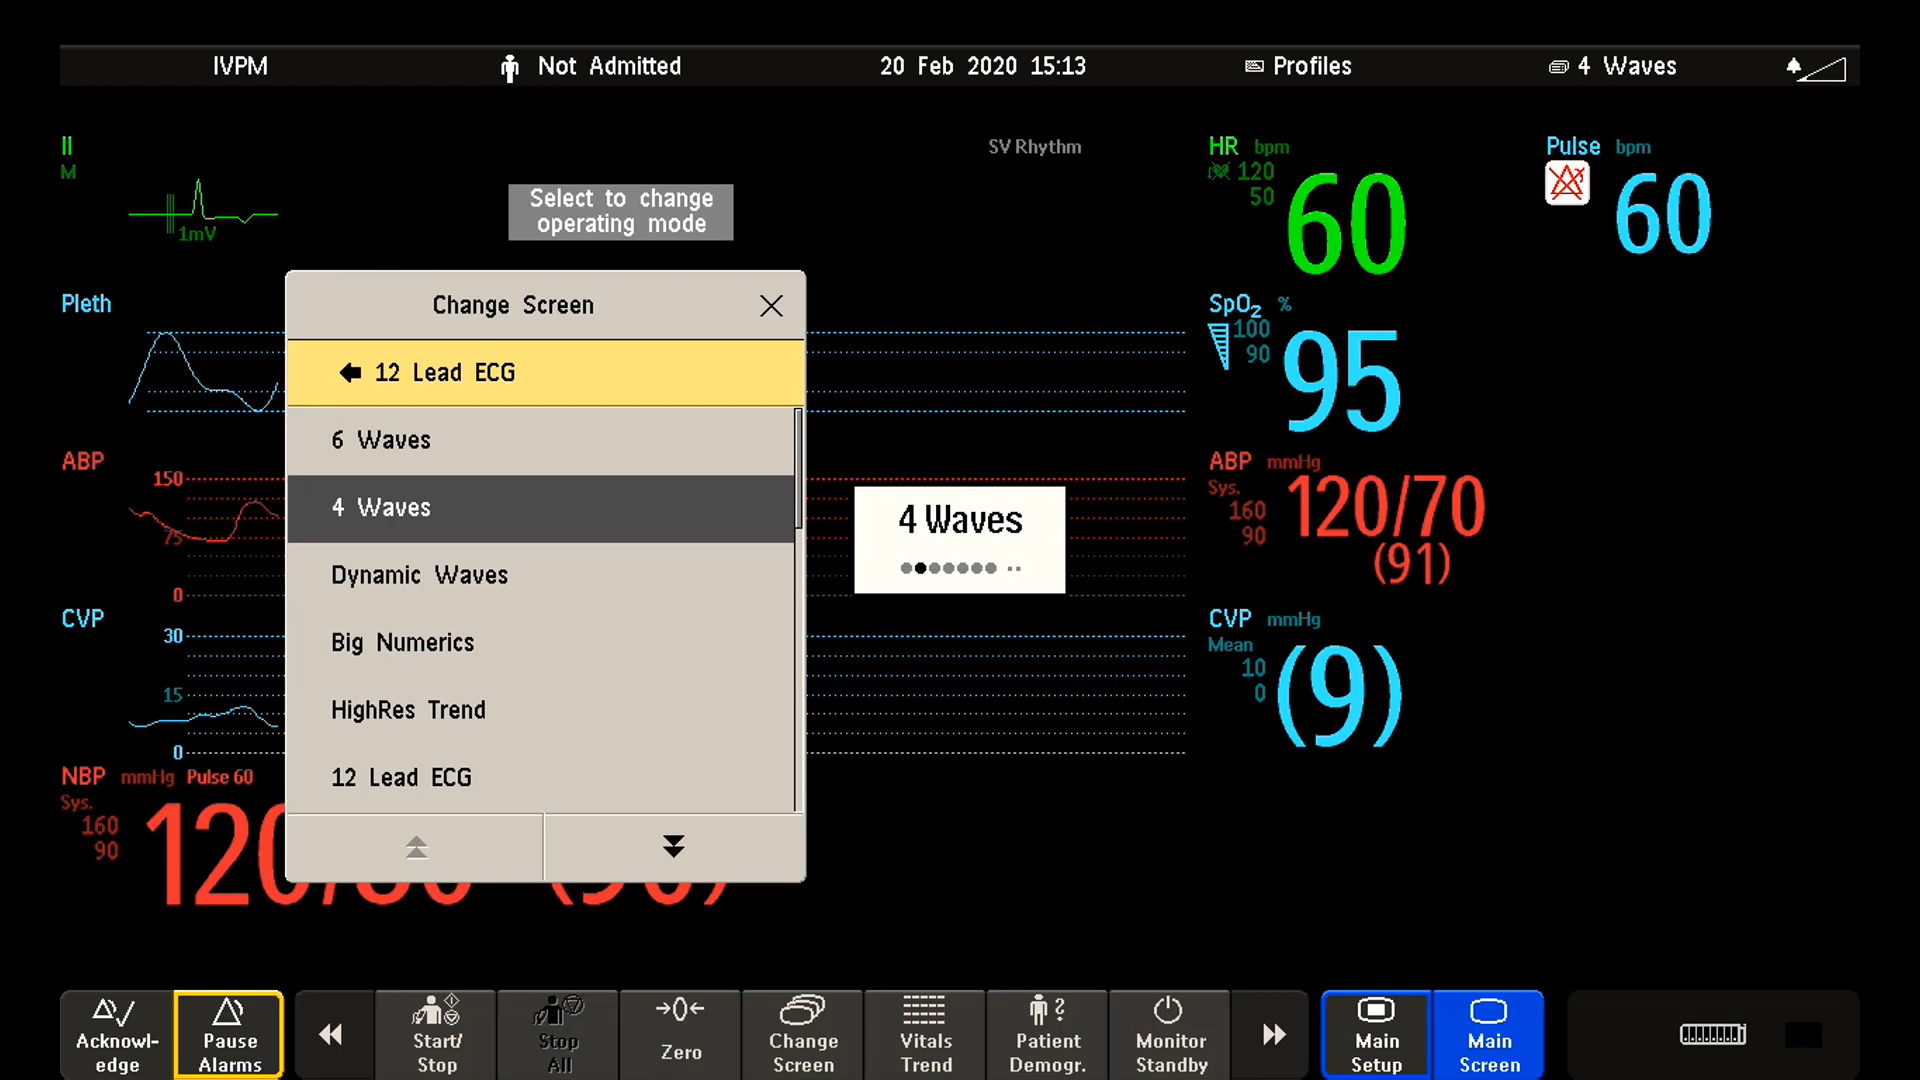 IVPM
Not Admitted
20 Feb 2020 15:13
Profiles
4 Waves
II
M
1mV
Select to change
operating mode
SV Rhythm
HR bpm
120
50
60
Pulse bpm
60
Pleth
SpO2 %
100
90
95
Change Screen
12 Lead ECG
6 Waves
4 Waves
Dynamic Waves
Big Numerics
HighRes Trend
12 Lead ECG
4 Waves
ABP
150
75
0
ABP mmHg
Sys.
160
90
120/70
(91)
CVP
30
15
0
CVP mmHg
Mean
10
0
(9)
NBP mmHg Pulse 60
Sys.
160
90
Acknowl-
edge
Pause
Alarms
Start/
Stop
Stop
All
Zero
Change
Screen
Vitals
Trend
Patient
Demogr.
Monitor
Standby
Main
Setup
Main
Screen